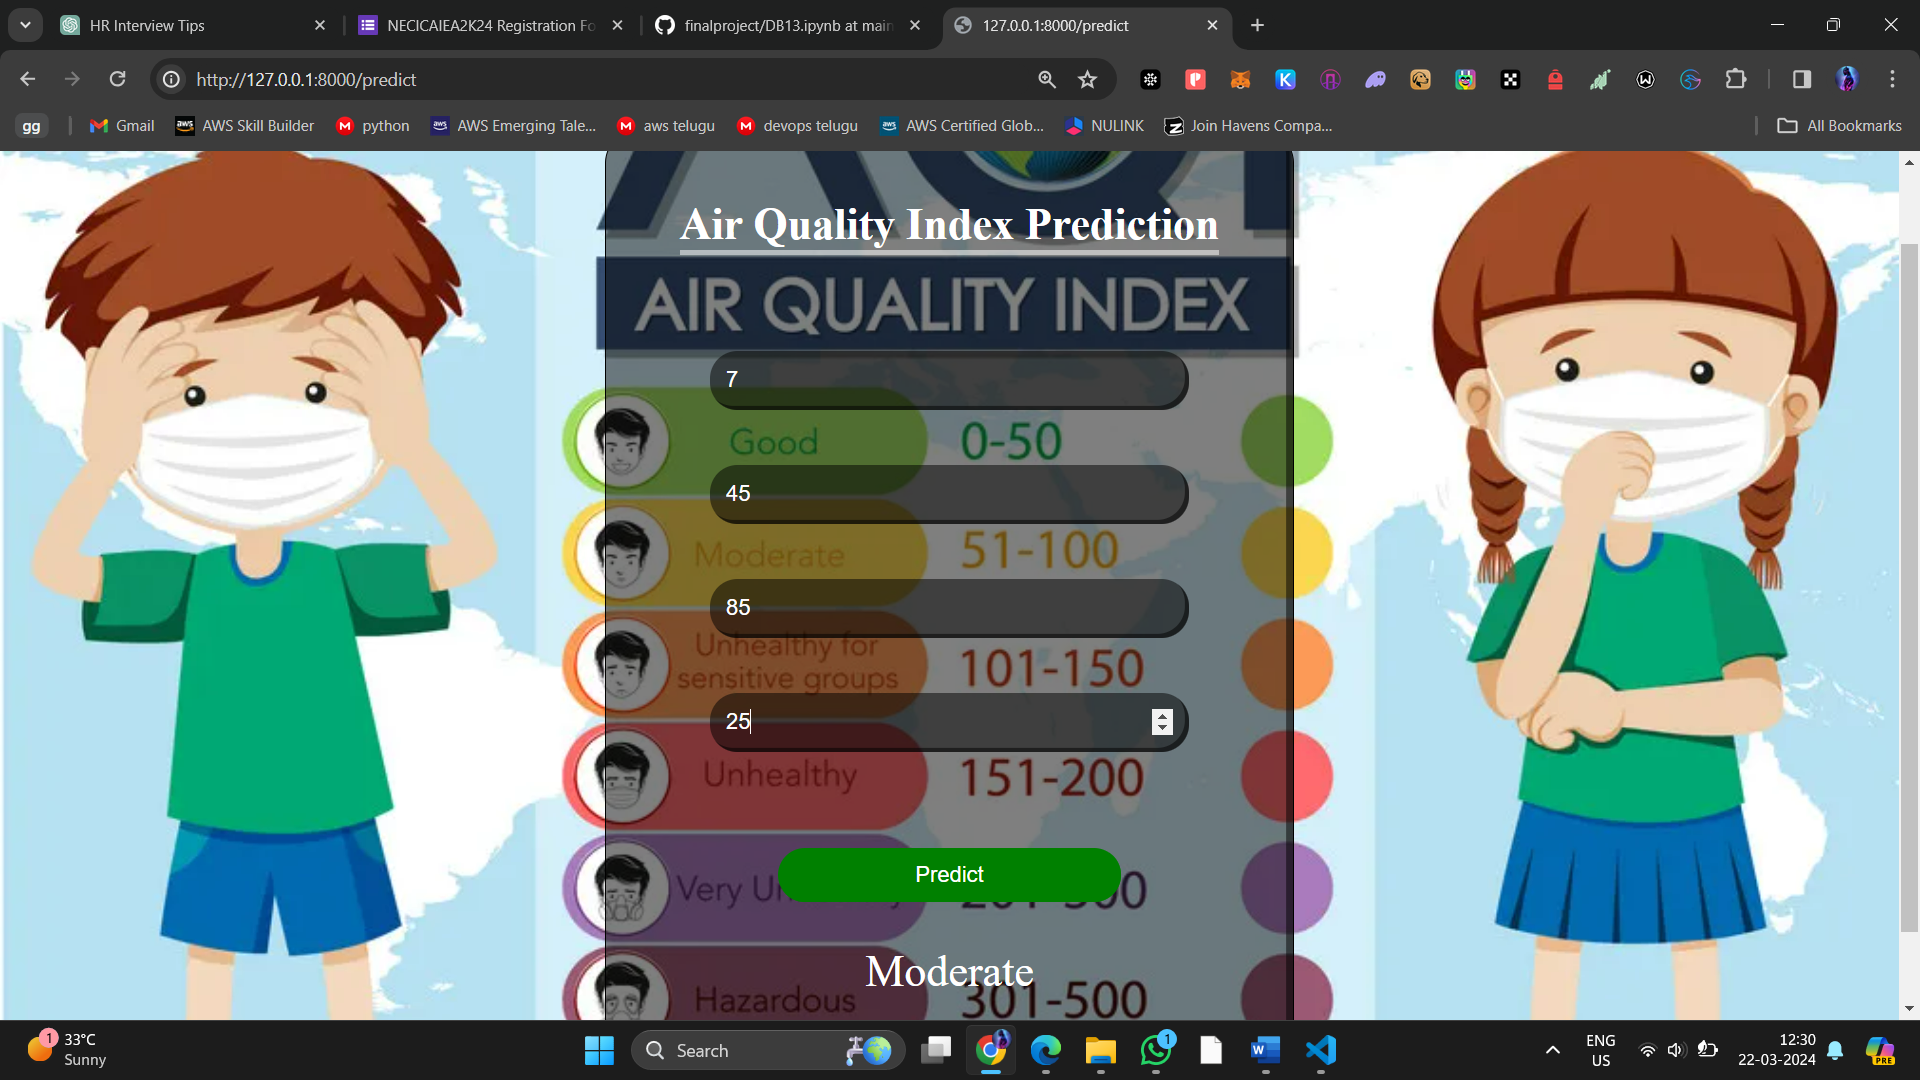 HR Interview Tips
NECICAIEA2K24 Registration Fo
finalproject/DB13.ipynb at main
127.0.0.1:8000/predict
http://127.0.0.1:8000/predict
gg
Gmail
AWS Skill Builder
python
AWS Emerging Tale...
aws telugu
devops telugu
AWS Certified Glob...
NULINK
Join Havens Compa...
All Bookmarks
Air Quality Index Prediction
AIR QUALITY INDEX
7
Good 0-50
45
Moderate 51-100
85
Unhealthy for
sensitive groups 101-150
25
Unhealthy 151-200
Predict
Very Un
Moderate
Hazardous 301-500
33°C
Sunny
1
Search
1
ENG
US
12:30
22-03-2024
PRE